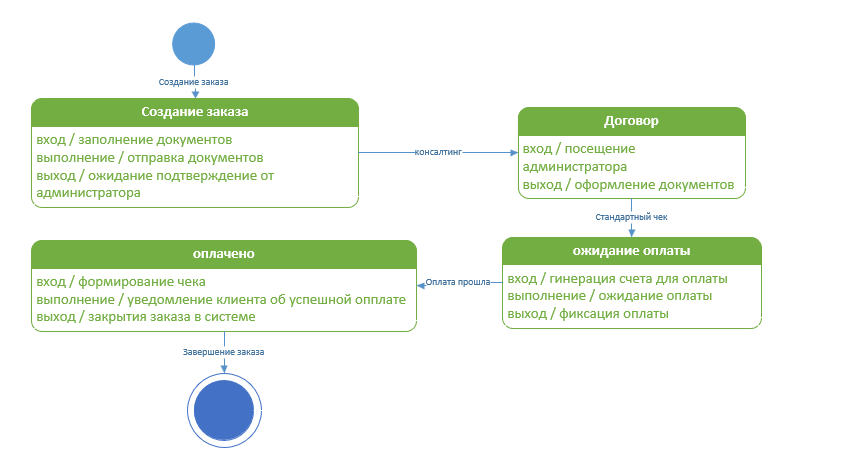 Создание заказа
Создание заказа
вход / заполнение документов
выполнение / отправка документов
выход / ожидание подтверждение от
администратора
консалтинг
Договор
вход / посещение
администратора
выход / оформление документов
Стандартный чек
ожидание оплаты
вход / гинерация счета для оплаты
выполнение / ожидание оплаты
выход / фиксация оплаты
Оплата прошла
оплачено
вход / формирование чека
выполнение / уведомление клиента об успешной опплате
выход / закрытия заказа в системе
Завершение заказа